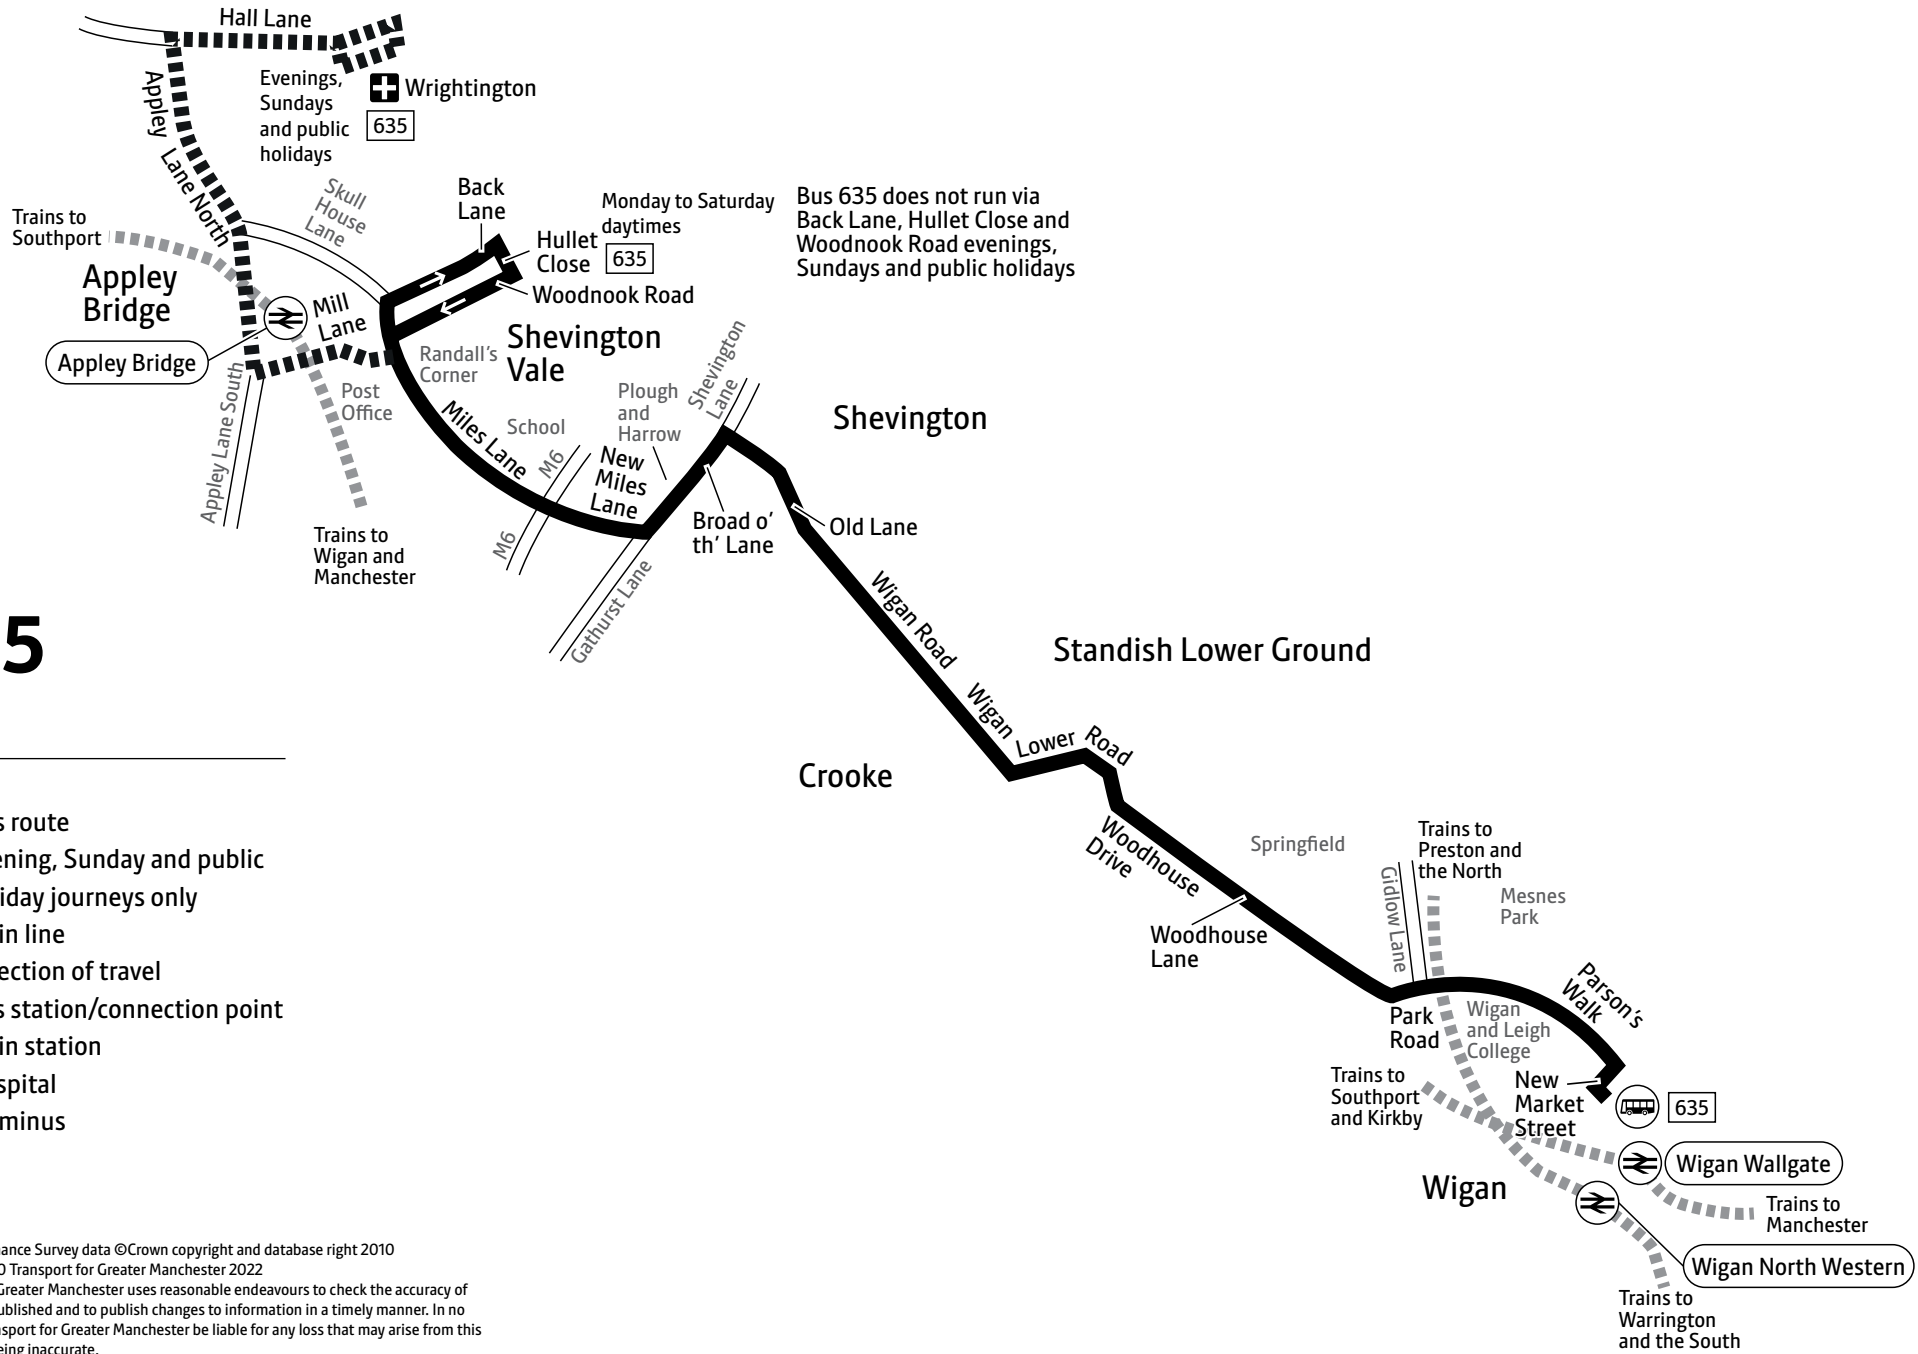 Hall Lane
Appley
Lane North
Evenings,
Sundays
and public
holidays
Wrightington
635
Skull
House
Lane
Back
Lane
Hullet
Close
Monday to Saturday
daytimes
635
Woodnook Road
Bus 635 does not run via
Back Lane, Hullet Close and
Woodnook Road evenings,
Sundays and public holidays
Trains to
Southport
Appley
Bridge
Appley Bridge
Mill
Lane
Randall's
Corner
Shevington
Vale
Post
Office
Appley Lane South
Trains to
Wigan and
Manchester
Miles Lane
School
M6
M6
New
Miles
Lane
Plough
and
Harrow
Shevington
Lane
Shevington
Broad o'
th' Lane
Old Lane
Gathurst Lane
Wigan Road
Standish Lower Ground
Wigan
Lower
Road
Crooke
Woodhouse
Drive
Springfield
Woodhouse
Lane
Trains to
Preston and
the North
Gidlow Lane
Mesnes
Park
Parson's
Walk
Park
Road
Wigan
and Leigh
College
Trains to
Southport
and Kirkby
New
Market
Street
635
Wigan Wallgate
Wigan
Trains to
Manchester
Wigan North Western
Trains to
Warrington
and the South
5
s route
ening, Sunday and public
iday journeys only
in line
ection of travel
s station/connection point
in station
spital
minus
nance Survey data ©Crown copyright and database right 2010
0 Transport for Greater Manchester 2022
Greater Manchester uses reasonable endeavours to check the accuracy of
ublished and to publish changes to information in a timely manner. In no
nsport for Greater Manchester be liable for any loss that may arise from this
eing inaccurate.